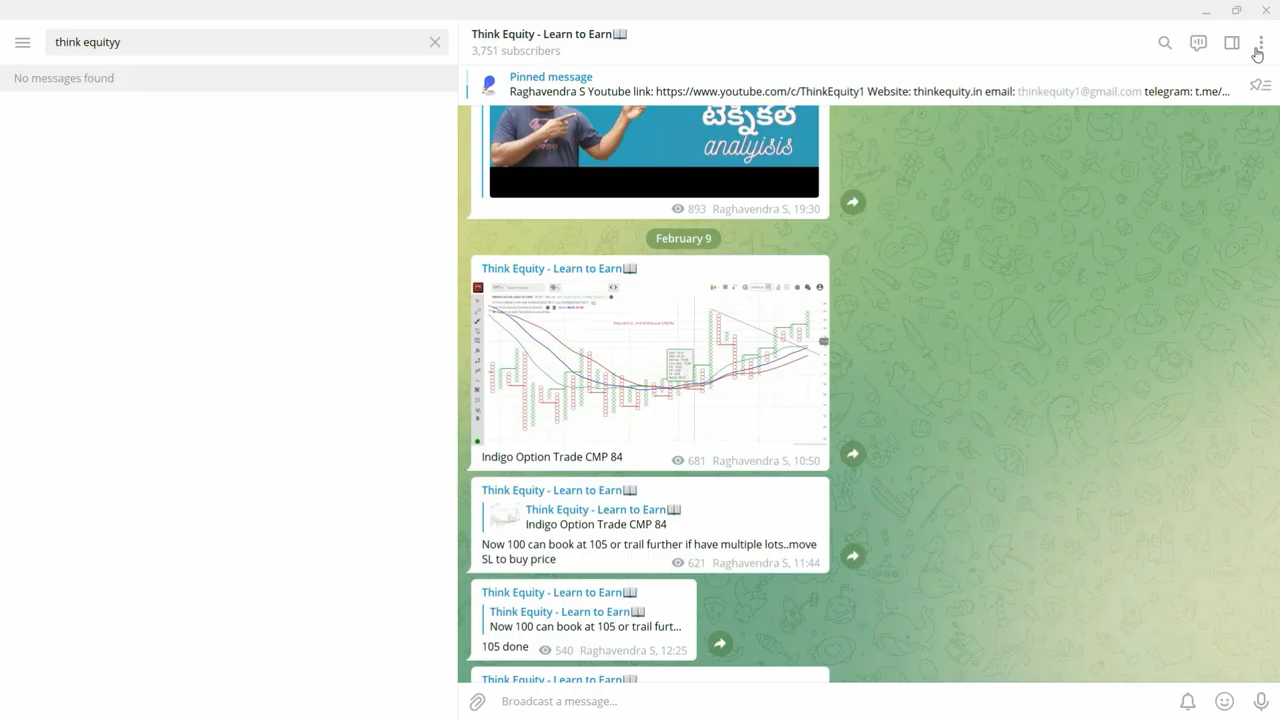 think equityy
No messages found
Think Equity - Learn to Earn📖
3,751 subscribers
Pinned message
Raghavendra S Youtube link: https://www.youtube.com/c/ThinkEquity1 Website: thinkequity.in email: thinkequity1@gmail.com telegram: t.me/...
టెక్నికల్
analyisis
893 Raghavendra S, 19:30
February 9
Think Equity - Learn to Earn📖
Indigo Option Trade CMP 84
681 Raghavendra S, 10:50
Think Equity - Learn to Earn📖
Think Equity - Learn to Earn📖
Indigo Option Trade CMP 84
Now 100 can book at 105 or trail further if have multiple lots..move
SL to buy price
621 Raghavendra S, 11:44
Think Equity - Learn to Earn📖
Think Equity - Learn to Earn📖
Now 100 can book at 105 or trail furt...
105 done
540 Raghavendra S, 12:25
Think Equity - Learn to Earn📖
Broadcast a message...